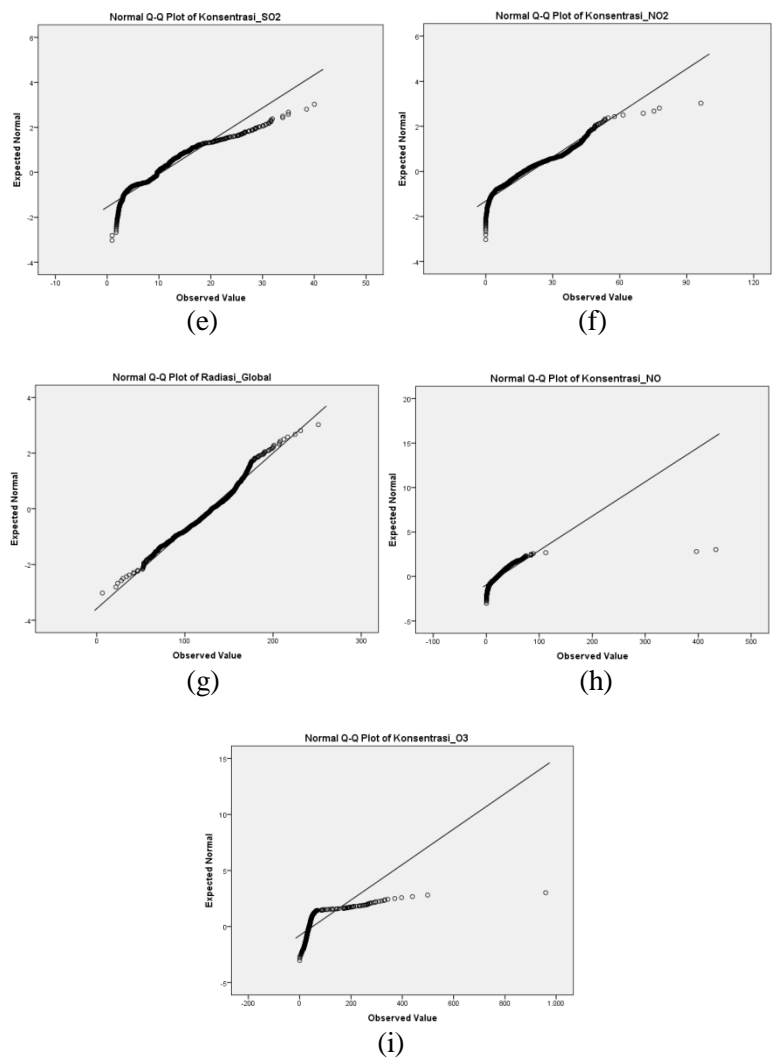 Normal Q-Q Plot of Konsentrasi_SO2
Expected Normal
6
4
2
0
-2
-4
-10 0 10 20 30 40 50
Observed Value
(e)
Normal Q-Q Plot of Konsentrasi_NO2
Expected Normal
6
4
2
0
-2
-4
0 30 60 90 120
Observed Value
(f)
Normal Q-Q Plot of Radiasi_Global
Expected Normal
4
2
0
-2
-4
0 100 200 300
Observed Value
(g)
Normal Q-Q Plot of Konsentrasi_NO
Expected Normal
20
15
10
5
0
-5
-100 0 100 200 300 400 500
Observed Value
(h)
Normal Q-Q Plot of Konsentrasi_O3
Expected Normal
15
10
5
0
-5
-200 0 200 400 600 800 1.000
Observed Value
(i)